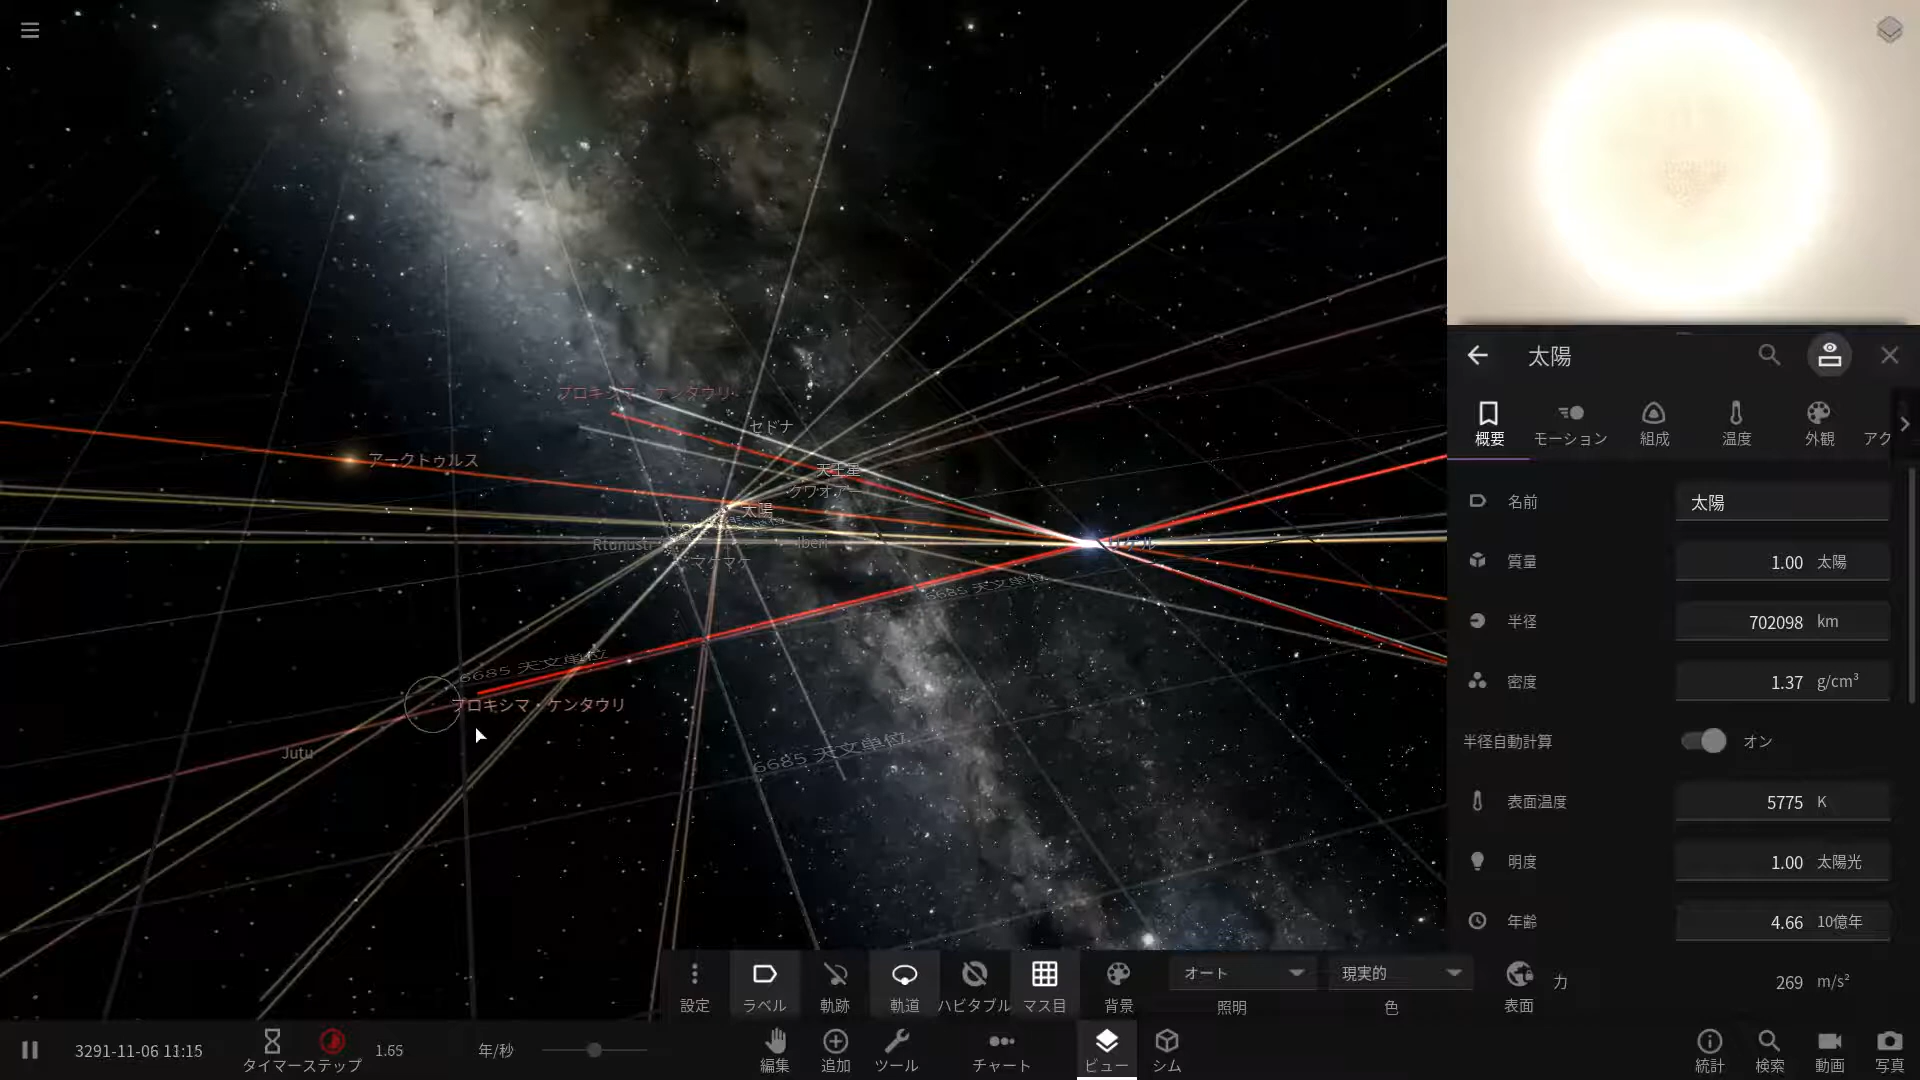 プロキシマ・ケンタウリ
セドナ
アークトゥルス
天王星
クワオアー
太陽
Iberi
マケマケ
リゲル
6685 天文単位
6685 天文単位
プロキシマ・ケンタウリ
Jutu
6685 天文単位
太陽
概要
モーション
組成
温度
外観
アク
名前
太陽
質量
1.00 太陽
半径
702098 km
密度
1.37 g/cm³
半径自動計算
オン
表面温度
5775 K
明度
1.00 太陽光
年齢
4.66 10億年
力
269 m/s²
設定
ラベル
軌跡
軌道
ハビタブル
マス目
背景
オート
照明
現実的
色
表面
3291-11-06 11:15
タイマーステップ
1.65
年/秒
編集
追加
ツール
チャート
ビュー
シム
統計
検索
動画
写真